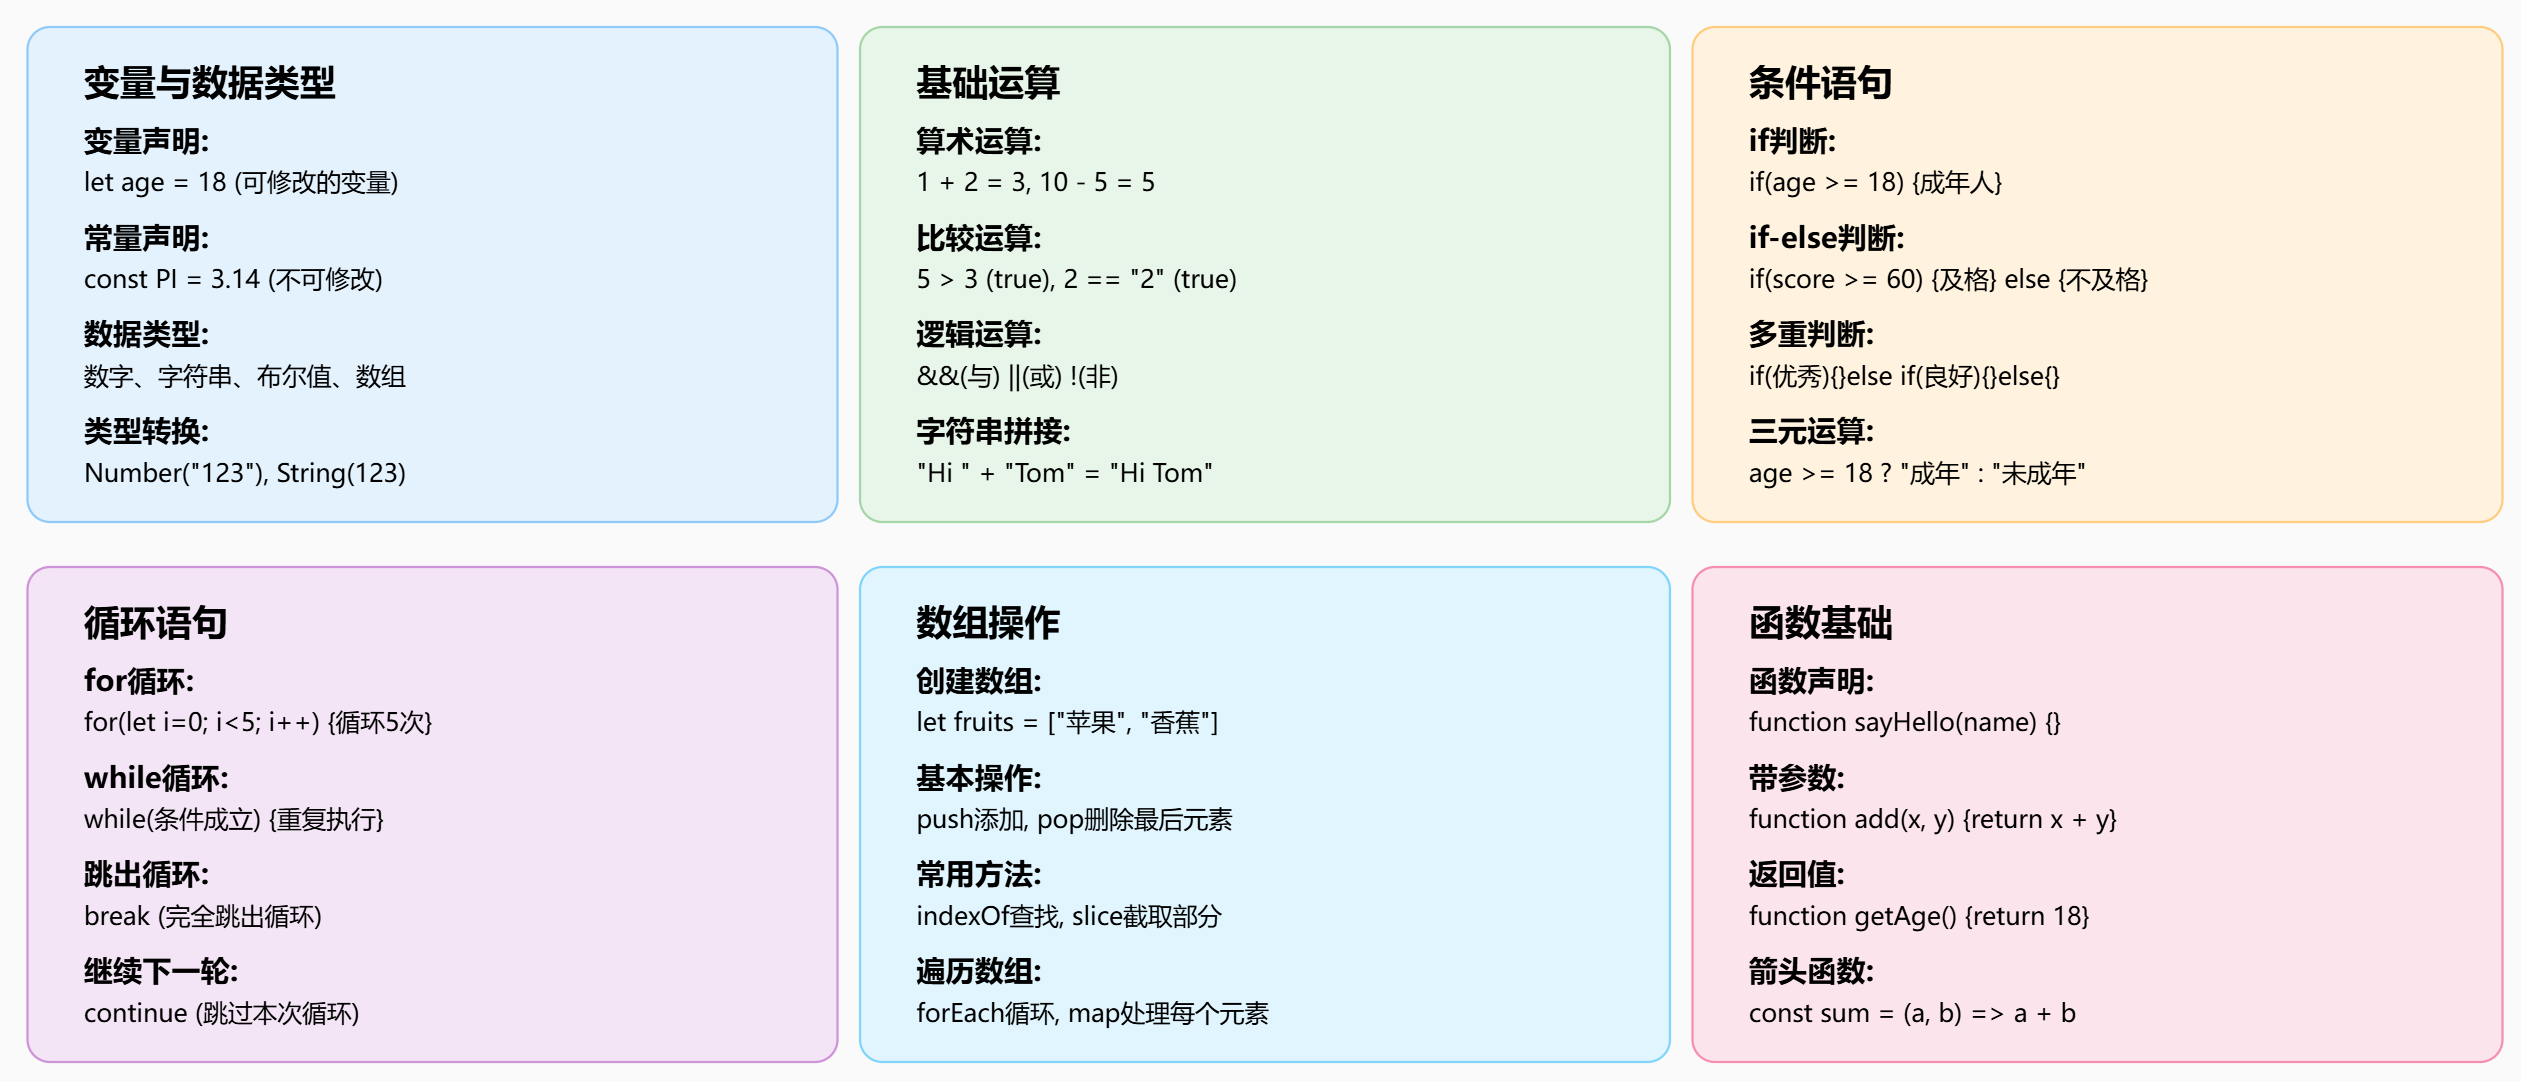 变量与数据类型
变量声明:
let age = 18 (可修改的变量)
常量声明:
const PI = 3.14 (不可修改)
数据类型:
数字、字符串、布尔值、数组
类型转换:
Number("123"), String(123)
基础运算
算术运算:
1 + 2 = 3, 10 - 5 = 5
比较运算:
5 > 3 (true), 2 == "2" (true)
逻辑运算:
&&(与) ||(或) !(非)
字符串拼接:
"Hi " + "Tom" = "Hi Tom"
条件语句
if判断:
if(age >= 18) {成年人}
if-else判断:
if(score >= 60) {及格} else {不及格}
多重判断:
if(优秀){}else if(良好){}else{}
三元运算:
age >= 18 ? "成年" : "未成年"
循环语句
for循环:
for(let i=0; i<5; i++) {循环5次}
while循环:
while(条件成立) {重复执行}
跳出循环:
break (完全跳出循环)
继续下一轮:
continue (跳过本次循环)
数组操作
创建数组:
let fruits = ["苹果", "香蕉"]
基本操作:
push添加, pop删除最后元素
常用方法:
indexOf查找, slice截取部分
遍历数组:
forEach循环, map处理每个元素
函数基础
函数声明:
function sayHello(name) {}
带参数:
function add(x, y) {return x + y}
返回值:
function getAge() {return 18}
箭头函数:
const sum = (a, b) => a + b